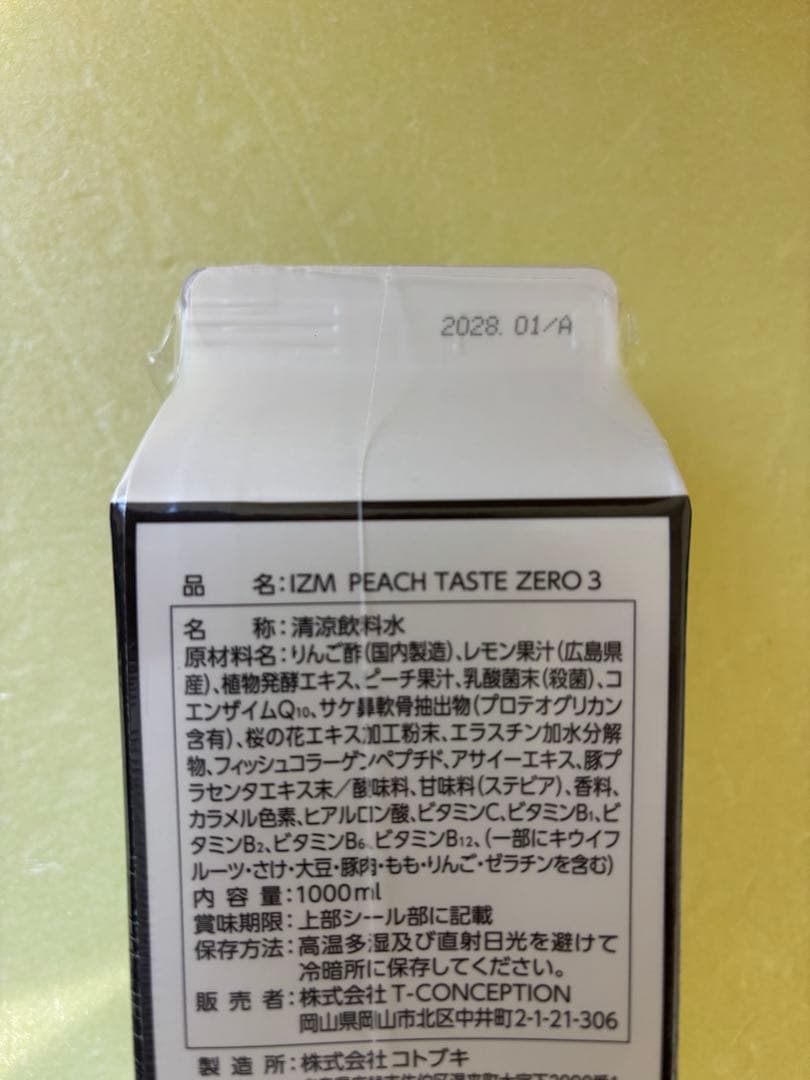 2028. 01/A
品 名:IZM PEACH TASTE ZERO 3
名 称:清涼飲料水
原材料名:りんご酢(国内製造)、レモン果汁(広島県
産)、植物発酵エキス、ピーチ果汁、乳酸菌末(殺菌)、コ
エンザイムQ10、サケ鼻軟骨抽出物(プロテオグリカン
含有)、桜の花エキス加工粉末、エラスチン加水分解
物、フィッシュコラーゲンペプチド、アサイーエキス、豚プ
ラセンタエキス末/酸味料、甘味料(ステビア)、香料、
カラメル色素、ヒアルロン酸、ビタミンC、ビタミンB1、ビ
タミンB2、ビタミンB6、ビタミンB12、(一部にキウイフ
ルーツ・さけ・大豆・豚肉・もも・りんご・ゼラチンを含む)
内 容 量:1000ml
賞味期限:上部シール部に記載
保存方法:高温多湿及び直射日光を避けて
冷暗所に保存してください。
販 売 者:株式会社 T-CONCEPTION
岡山県岡山市北区中井町2-1-21-306
製 造 所:株式会社 コトブキ